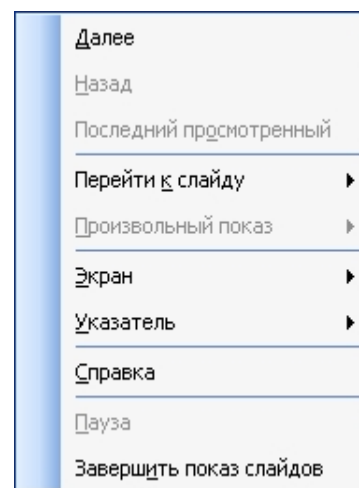 Далее
Назад
Последний просмотренный
Перейти к слайду
Произвольный показ
Экран
Указатель
Справка
Пауза
Завершить показ слайдов